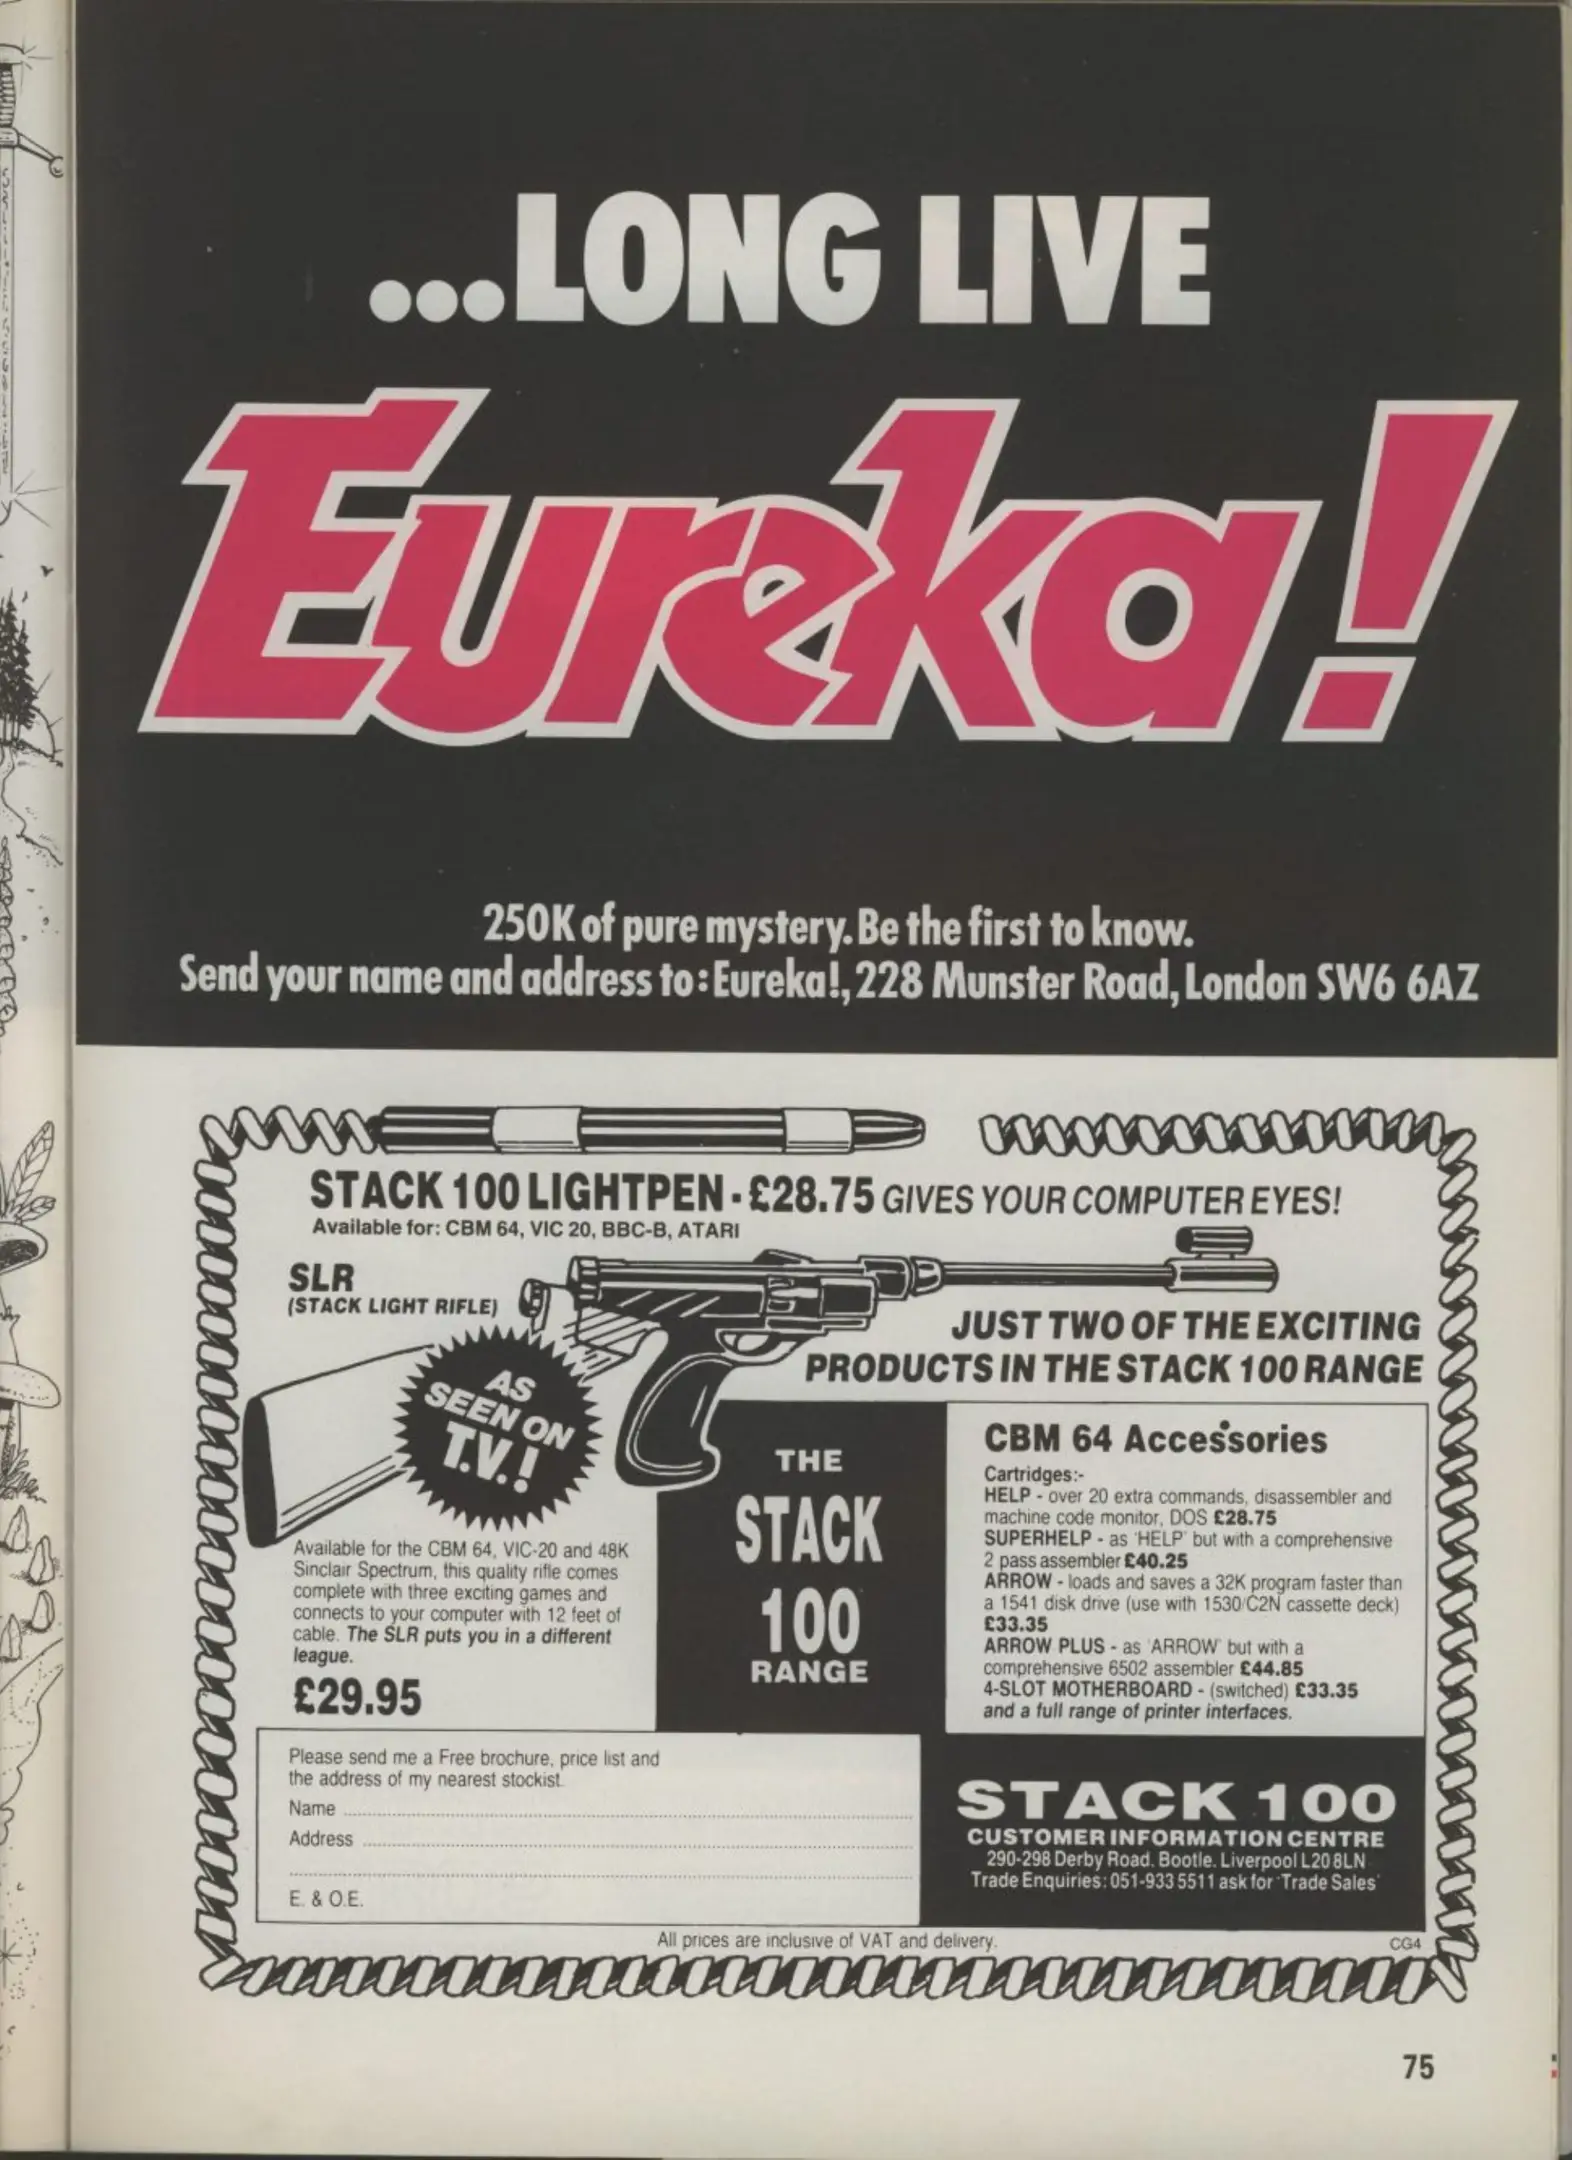 ...LONG LIVE
Eureka!
250K of pure mystery. Be the first to know.
Send your name and address to: Eureka!, 228 Munster Road, London SW6 6AZ
STACK 100 LIGHTPEN - £28.75 GIVES YOUR COMPUTER EYES!
Available for: CBM 64, VIC 20, BBC-B, ATARI
SLR
(STACK LIGHT RIFLE)
JUST TWO OF THE EXCITING
PRODUCTS IN THE STACK 100 RANGE
AS
SEEN ON
T.V.!
Available for the CBM 64, VIC-20 and 48K
Sinclair Spectrum, this quality rifle comes
complete with three exciting games and
connects to your computer with 12 feet of
cable. The SLR puts you in a different
league.
£29.95
THE
STACK
100
RANGE
CBM 64 Accessories
Cartridges:-
HELP - over 20 extra commands, disassembler and
machine code monitor, DOS £28.75
SUPERHELP - as 'HELP' but with a comprehensive
2 pass assembler £40.25
ARROW - loads and saves a 32K program faster than
a 1541 disk drive (use with 1530/C2N cassette deck)
£33.35
ARROW PLUS - as 'ARROW' but with a
comprehensive 6502 assembler £44.85
4-SLOT MOTHERBOARD - (switched) £33.35
and a full range of printer interfaces.
Please send me a Free brochure, price list and
the address of my nearest stockist.
Name
Address
E. & O.E.
STACK 100
CUSTOMER INFORMATION CENTRE
290-298 Derby Road. Bootle. Liverpool L20 8LN
Trade Enquiries: 051-933 5511 ask for 'Trade Sales'
All prices are inclusive of VAT and delivery.
CG4
75